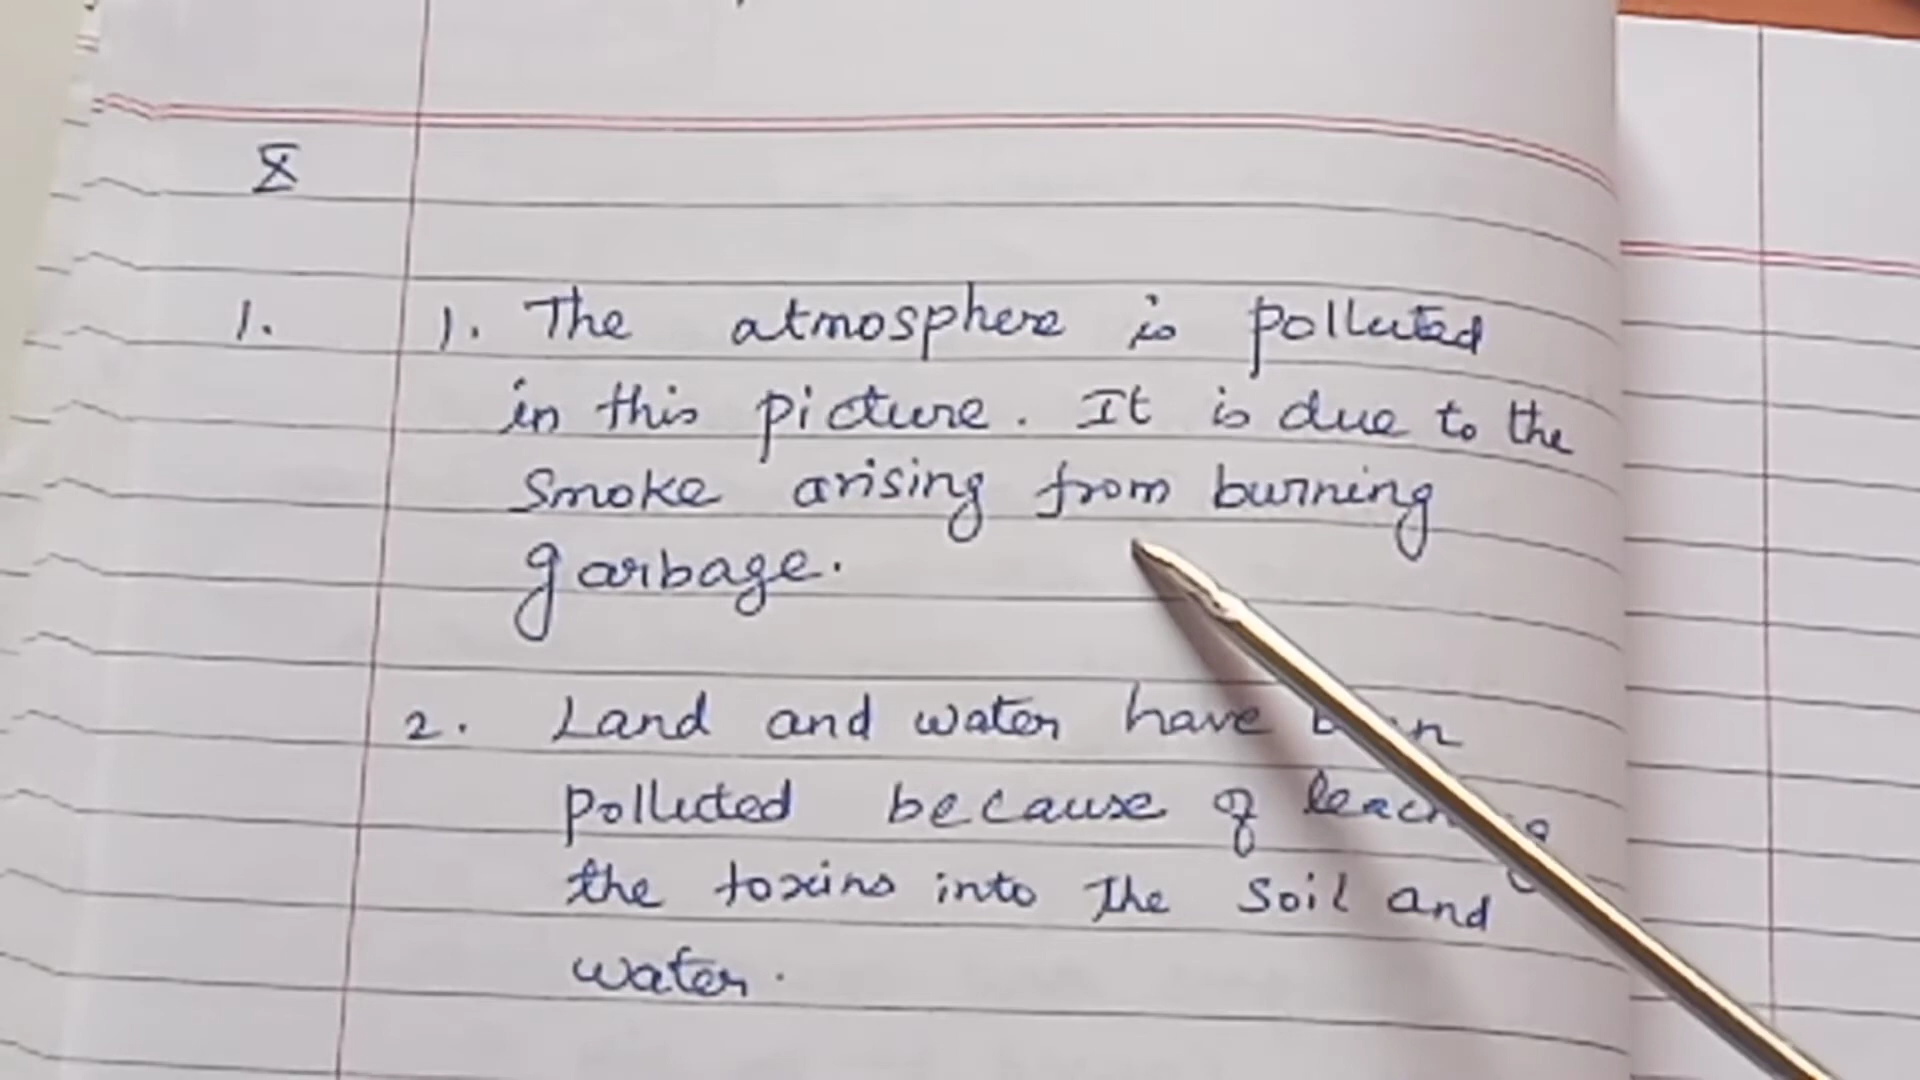 X
1. 1. The atmosphere is polluted
in this picture. It is due to the
smoke arising from burning
garbage.
2. Land and water have
polluted because of
the toxins into the soil and
water.